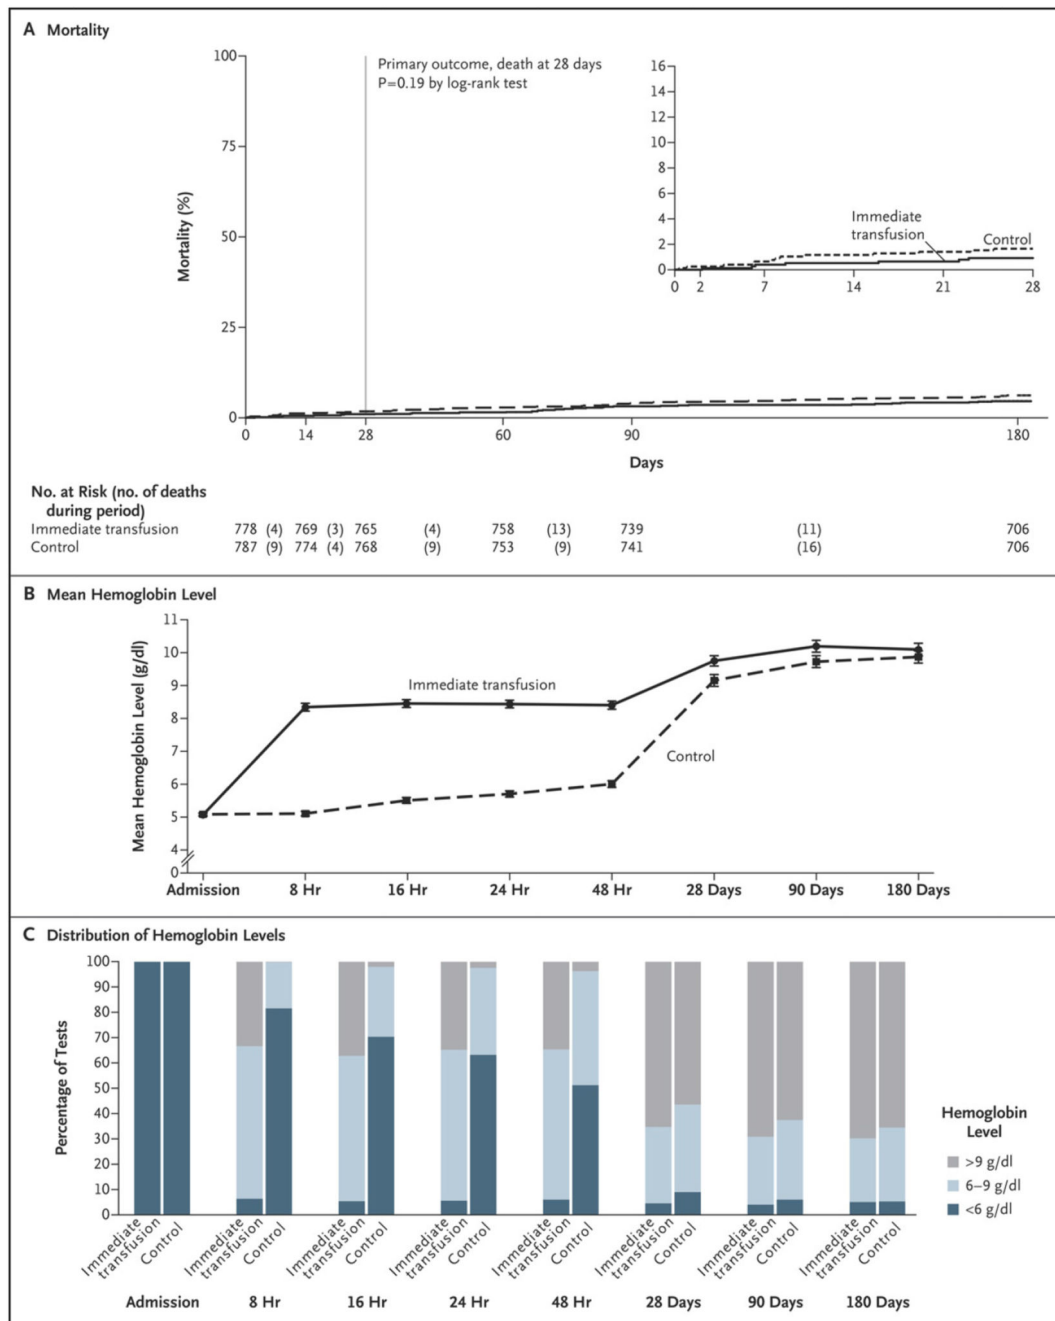 A Mortality
100
75
50
25
0
Mortality (%)
Primary outcome, death at 28 days
P=0.19 by log-rank test
16
14
12
10
8
6
4
2
0
Immediate
transfusion
Control
0 2 7 14 21 28
0 14 28 60 90 180
Days
No. at Risk (no. of deaths
during period)
Immediate transfusion 778 (4) 769 (3) 765 (4) 758 (13) 739 (11) 706
Control 787 (9) 774 (4) 768 (9) 753 (9) 741 (16) 706
B Mean Hemoglobin Level
11
10
9
8
7
6
5
4
0
Mean Hemoglobin Level (g/dl)
Immediate transfusion
Control
Admission 8 Hr 16 Hr 24 Hr 48 Hr 28 Days 90 Days 180 Days
C Distribution of Hemoglobin Levels
100
90
80
70
60
50
40
30
20
10
0
Percentage of Tests
Hemoglobin
Level
>9 g/dl
6–9 g/dl
<6 g/dl
Immediate
transfusion
Control
Immediate
transfusion
Control
Immediate
transfusion
Control
Immediate
transfusion
Control
Immediate
transfusion
Control
Immediate
transfusion
Control
Immediate
transfusion
Control
Immediate
transfusion
Control
Admission 8 Hr 16 Hr 24 Hr 48 Hr 28 Days 90 Days 180 Days